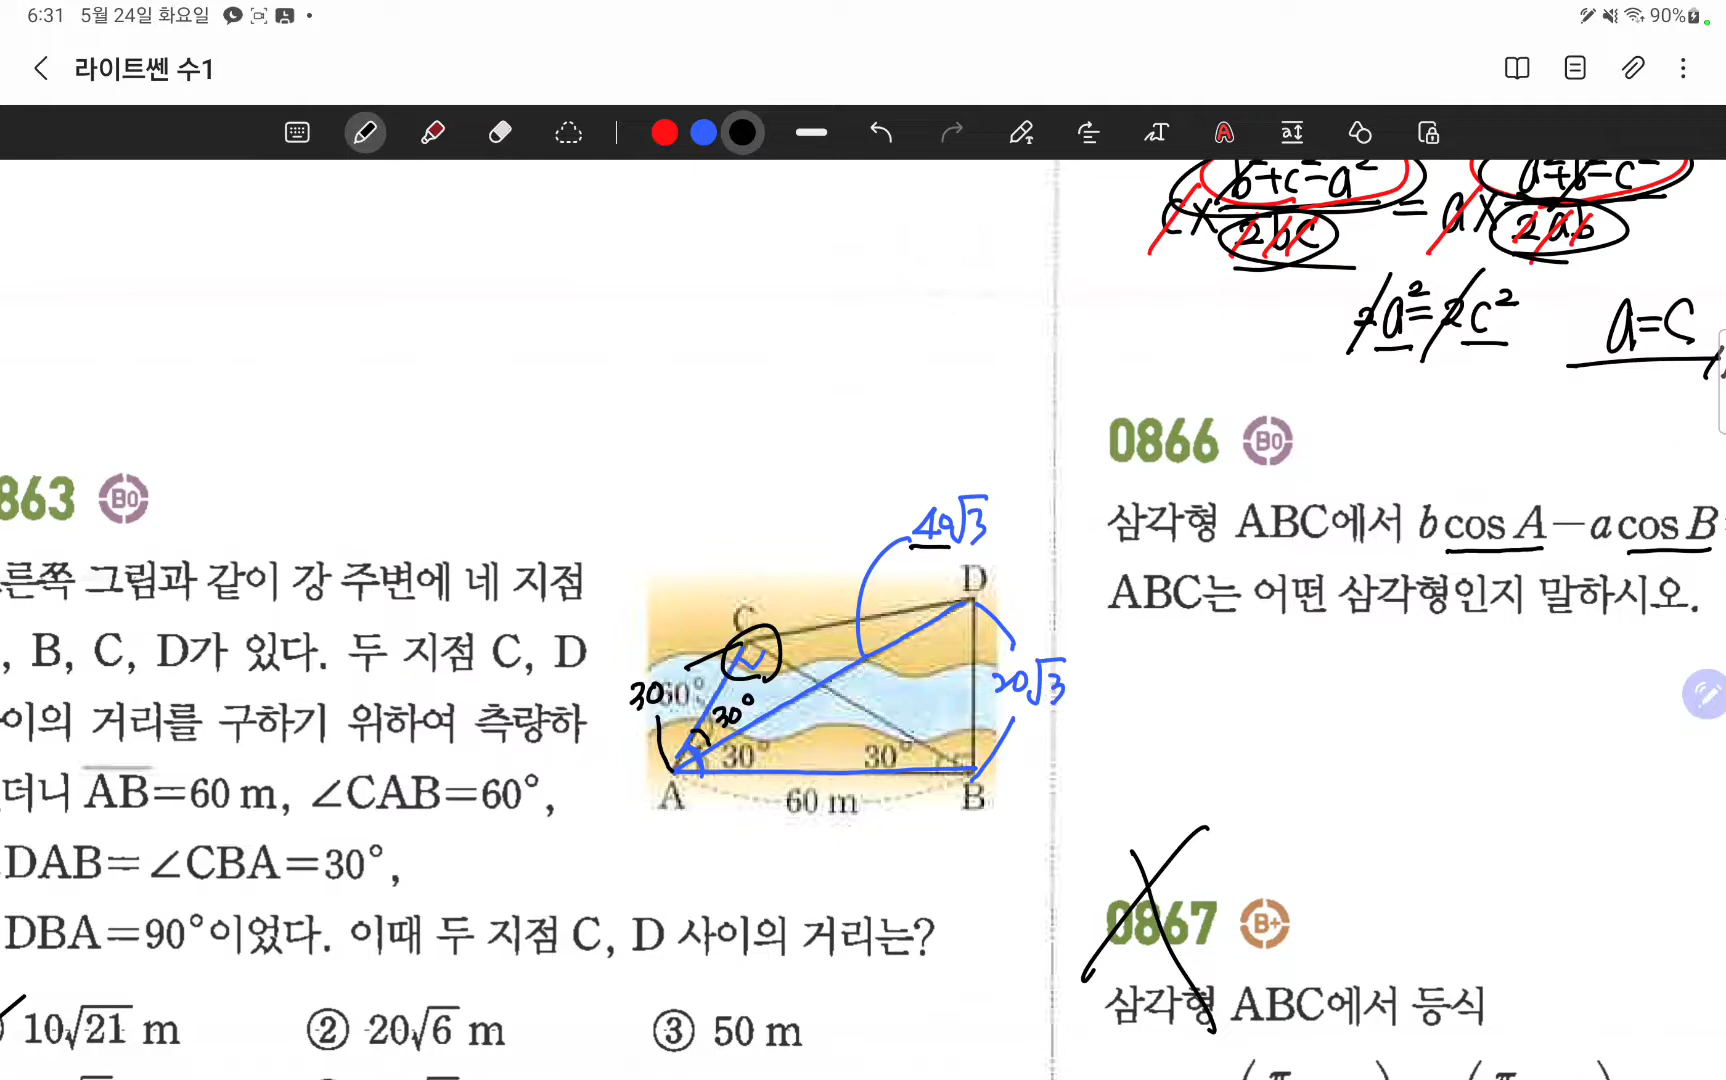 6:31 5월 24일 화요일
90%
라이트쎈 수1
b²+c²-a²
c×
2bc
=
a×
a²+b²-c²
2ab
2a²=2c²
a=c
863 B0
른쪽 그림과 같이 강 주변에 네 지점
, B, C, D가 있다. 두 지점 C, D
이의 거리를 구하기 위하여 측량하
더니 AB=60 m, ∠CAB=60°,
DAB=∠CBA=30°,
DBA=90°이었다. 이때 두 지점 C, D 사이의 거리는?
10√21 m ② 20√6 m ③ 50 m
40√3
D
C
20√3
30
60°
30°
30° 30°
A 60 m B
0866 B0
삼각형 ABC에서 b cos A-a cos B
ABC는 어떤 삼각형인지 말하시오.
0867 B+
삼각형 ABC에서 등식